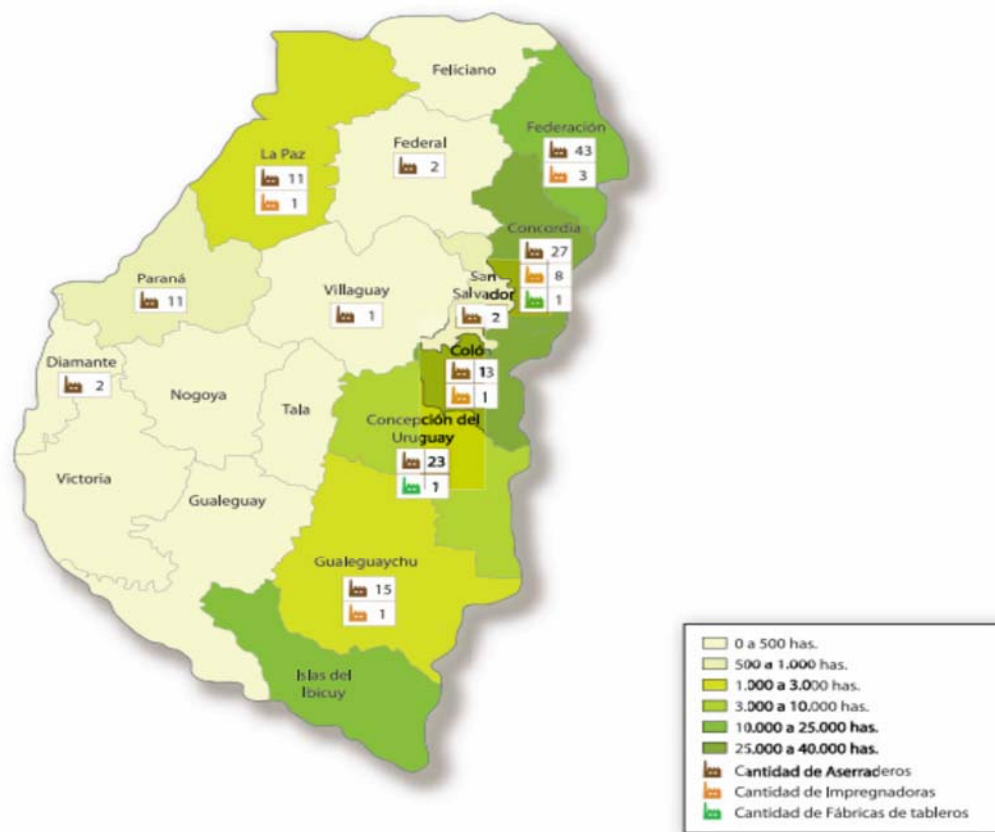 Feliciano
Federación
43
3
Federal
2
La Paz
11
1
Concordia
27
8
1
Paraná
11
Villaguay
1
San
Salvador
2
Diamante
2
Coló
13
1
Nogoya
Tala
Concepción del
Uruguay
23
1
Victoria
Gualeguay
Gualeguaychu
15
1
Islas del
Ibicuy
0 a 500 has.
500 a 1.000 has.
1.000 a 3.000 has.
3.000 a 10.000 has.
10.000 a 25.000 has.
25.000 a 40.000 has.
Cantidad de Aserraderos
Cantidad de Impregnadoras
Cantidad de Fábricas de tableros